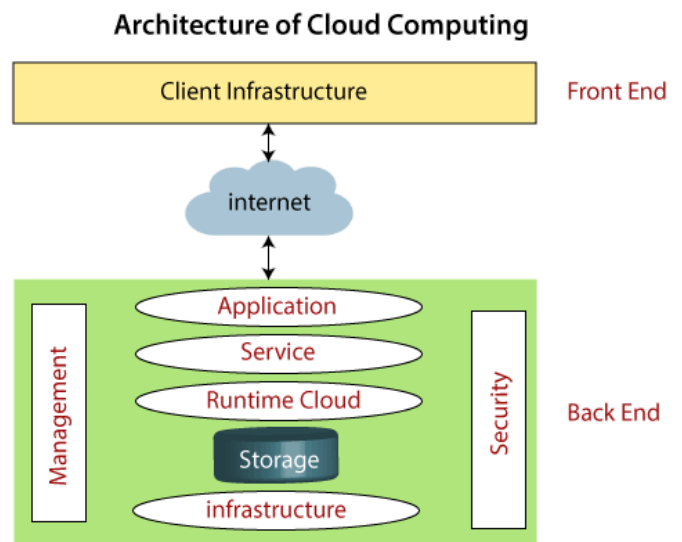 Architecture of Cloud Computing
Client Infrastructure
Front End
internet
Application
Service
Runtime Cloud
Storage
infrastructure
Management
Security
Back End